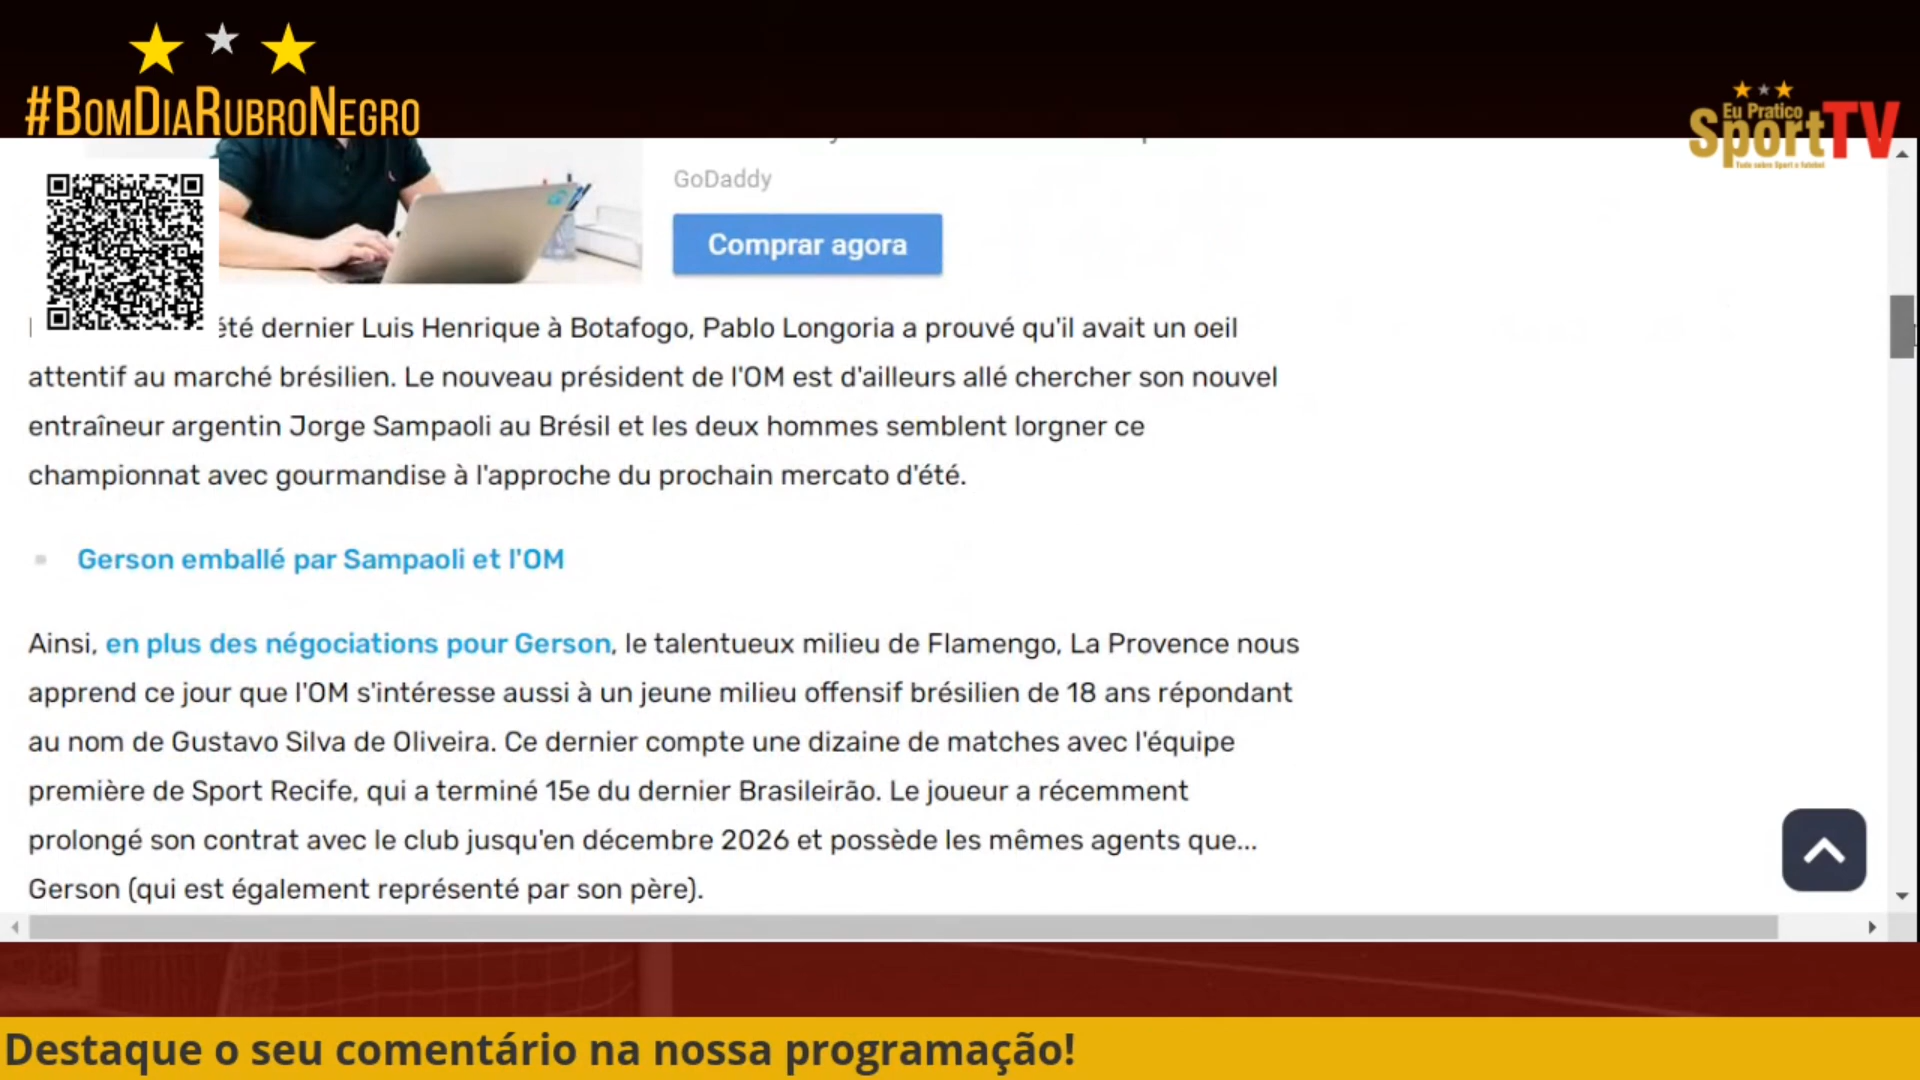 #BomDiaRubroNegro
Eu Pratico
SportTV
Tudo sobre Sport e futebol
GoDaddy
Comprar agora
été dernier Luis Henrique à Botafogo, Pablo Longoria a prouvé qu'il avait un oeil
attentif au marché brésilien. Le nouveau président de l'OM est d'ailleurs allé chercher son nouvel
entraîneur argentin Jorge Sampaoli au Brésil et les deux hommes semblent lorgner ce
championnat avec gourmandise à l'approche du prochain mercato d'été.
Gerson emballé par Sampaoli et l'OM
Ainsi, en plus des négociations pour Gerson, le talentueux milieu de Flamengo, La Provence nous
apprend ce jour que l'OM s'intéresse aussi à un jeune milieu offensif brésilien de 18 ans répondant
au nom de Gustavo Silva de Oliveira. Ce dernier compte une dizaine de matches avec l'équipe
première de Sport Recife, qui a terminé 15e du dernier Brasileirão. Le joueur a récemment
prolongé son contrat avec le club jusqu'en décembre 2026 et possède les mêmes agents que...
Gerson (qui est également représenté par son père).
Destaque o seu comentário na nossa programação!